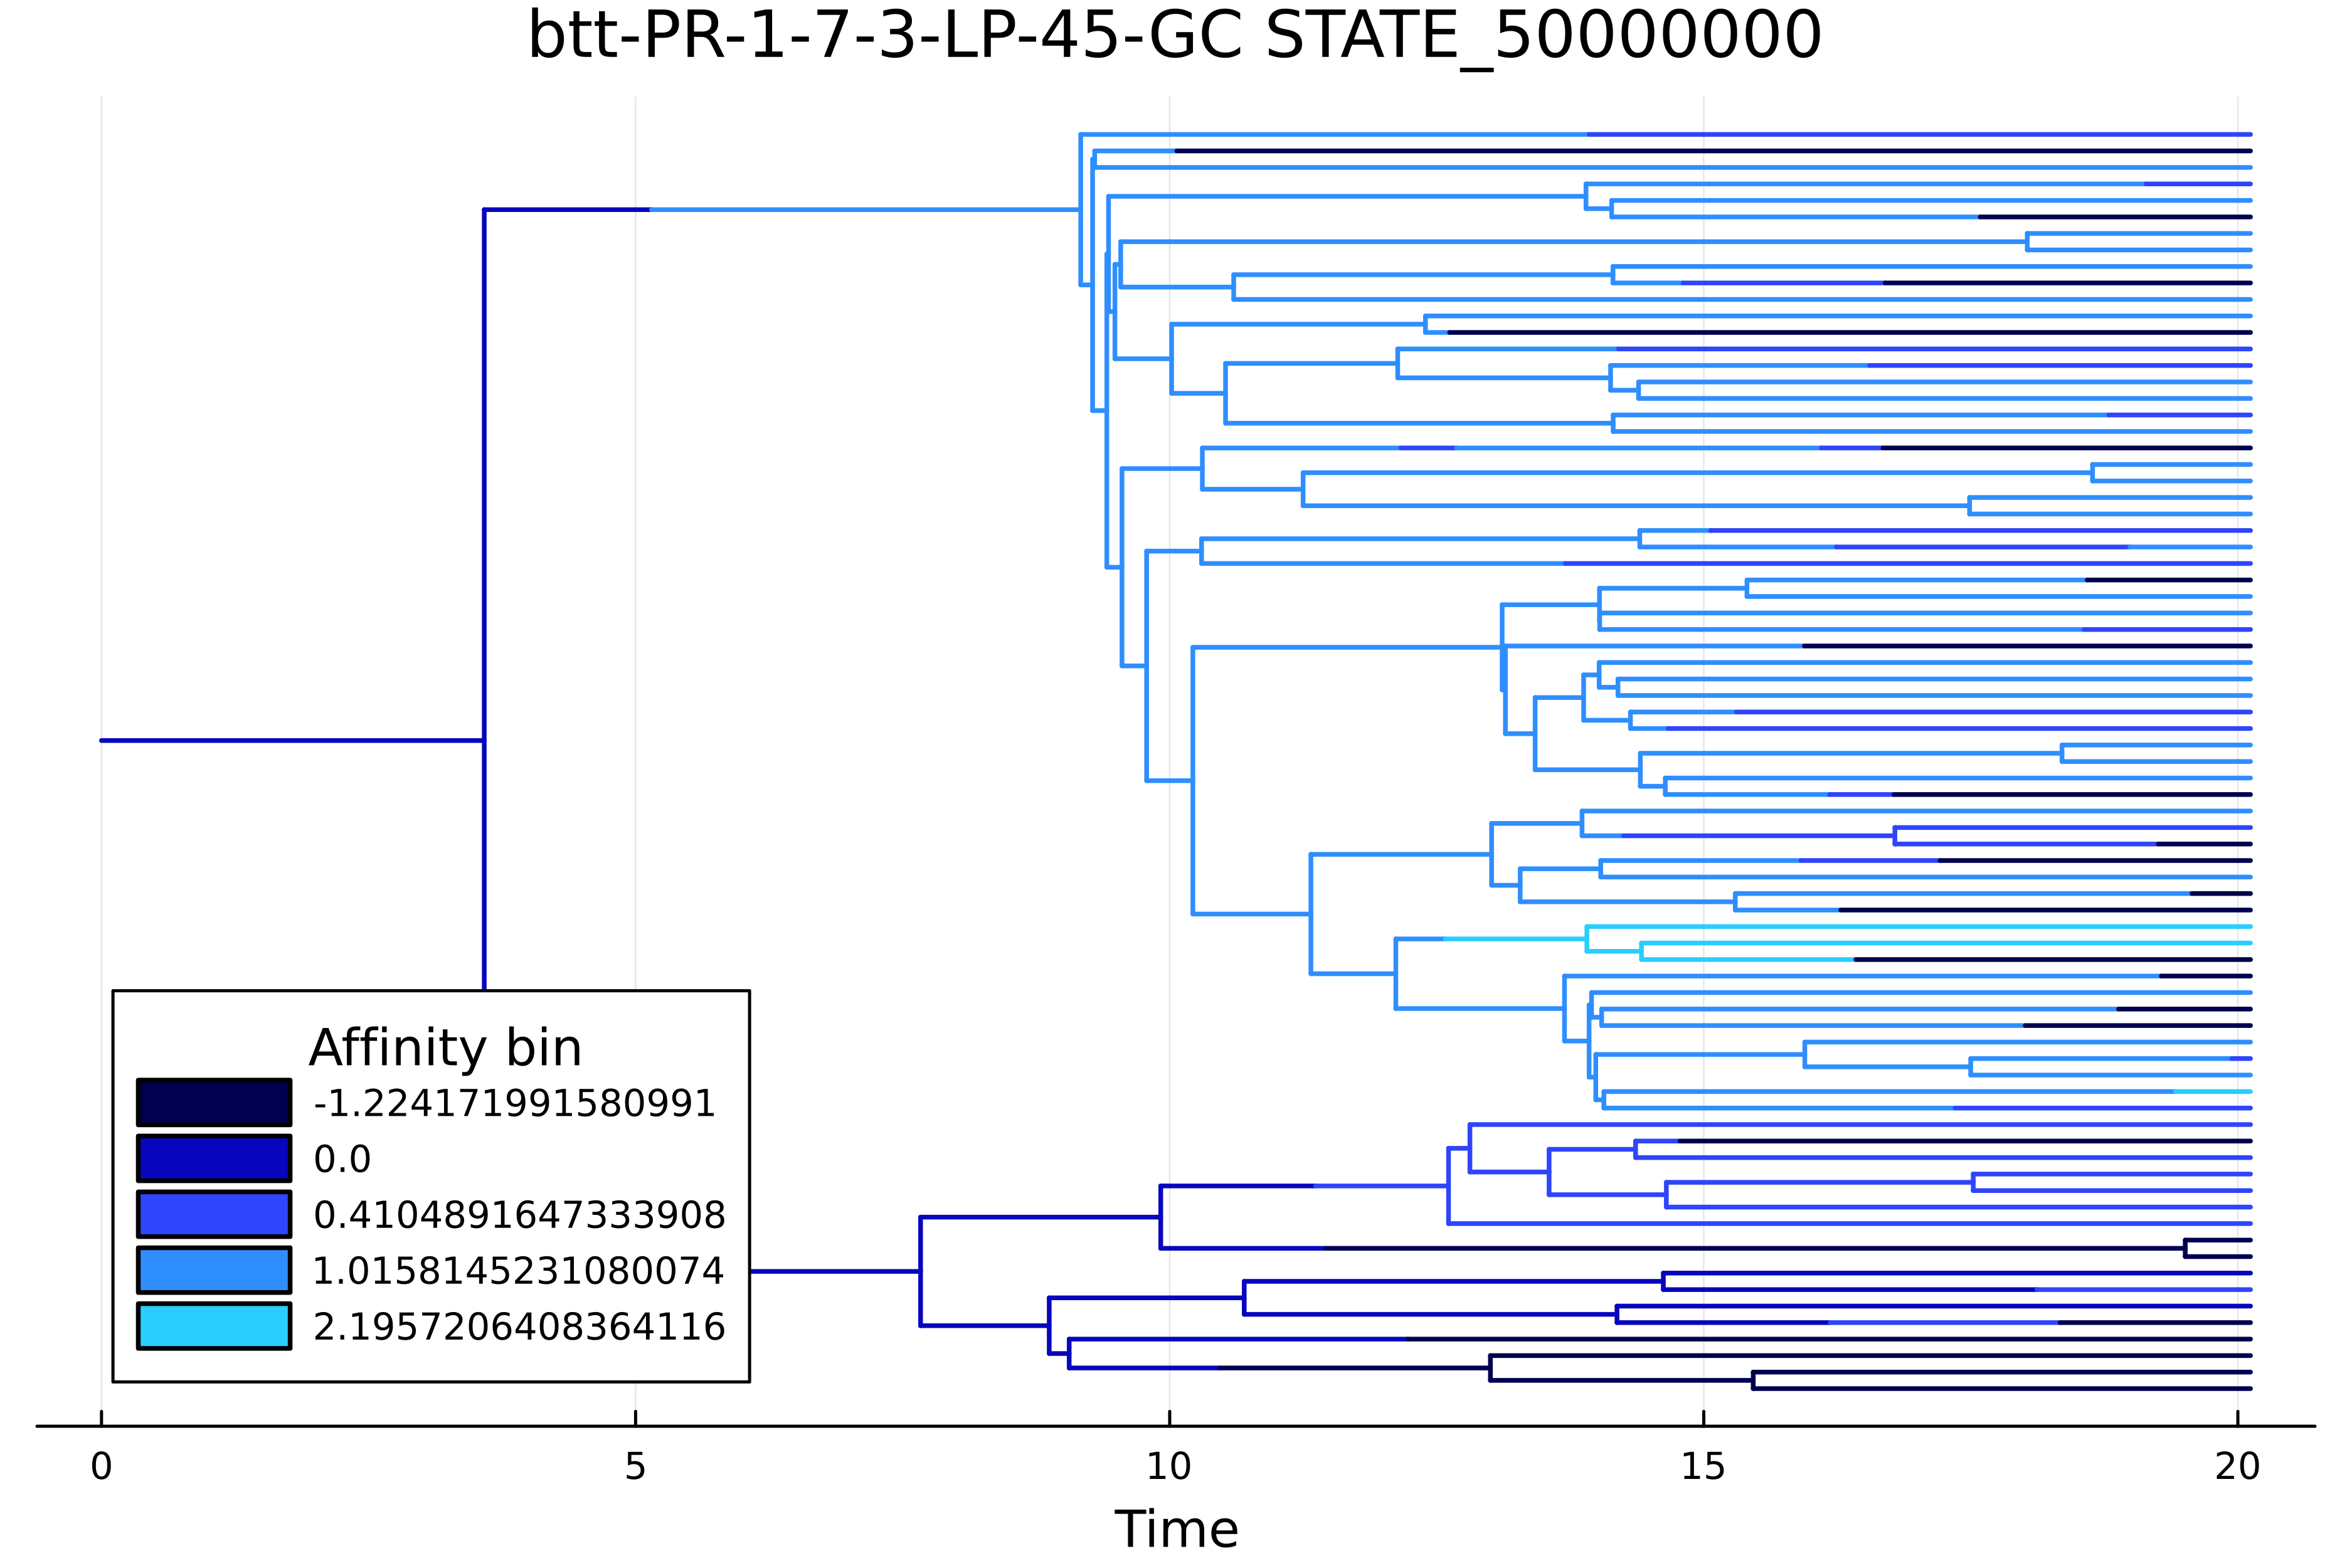 btt-PR-1-7-3-LP-45-GC STATE_50000000
Affinity bin
-1.224171991580991
0.0
0.4104891647333908
1.0158145231080074
2.1957206408364116
0 5 10 15 20
Time